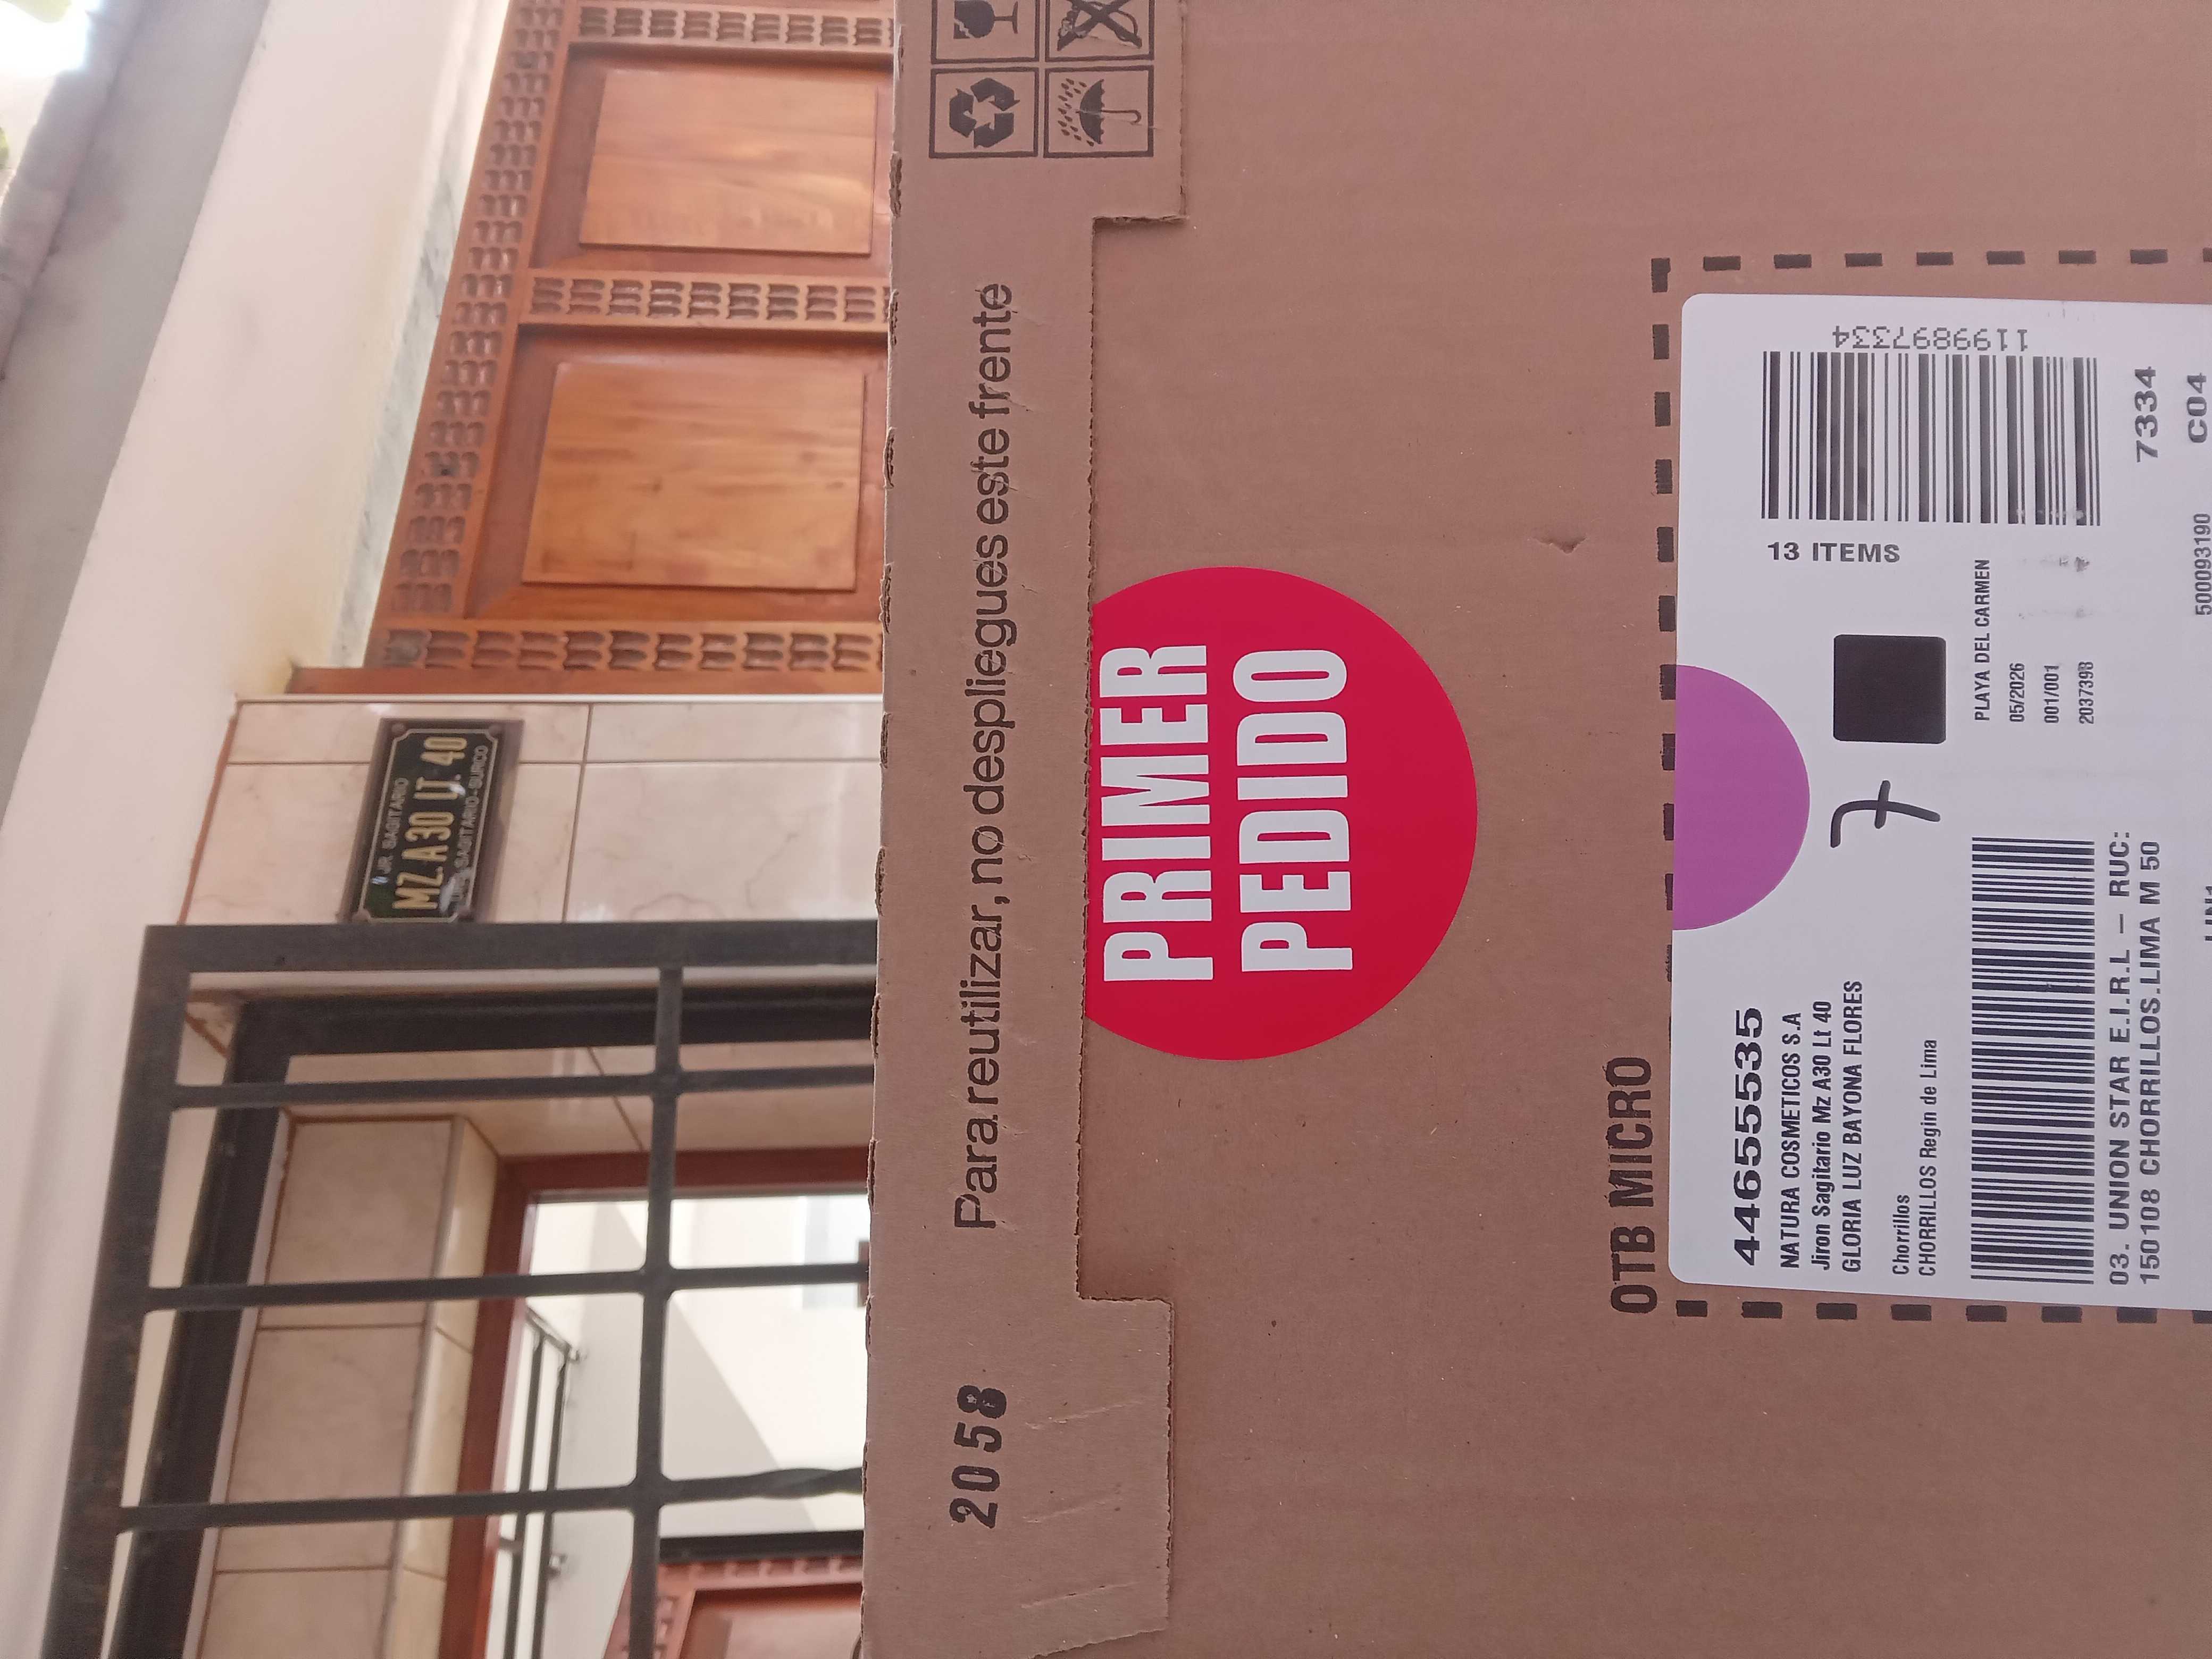 JR. SAGITARIO
MZ.A30 LT. 40
SAGITARIO-SURCO
2058
Para reutilizar, no despliegues este frente
PRIMER
PEDIDO
OTB MICRO
44655535
NATURA COSMETICOS S.A
Jiron Sagitario Mz A30 Lt 40
GLORIA LUZ BAYONA FLORES
Chorrillos
CHORRILLOS Regin de Lima
7
13 ITEMS
1199897334
PLAYA DEL CARMEN
05/2026
001/001
2037398
03. UNION STAR E.I.R.L – RUC:
7334
150108 CHORRILLOS.LIMA M 50
500093190
C04